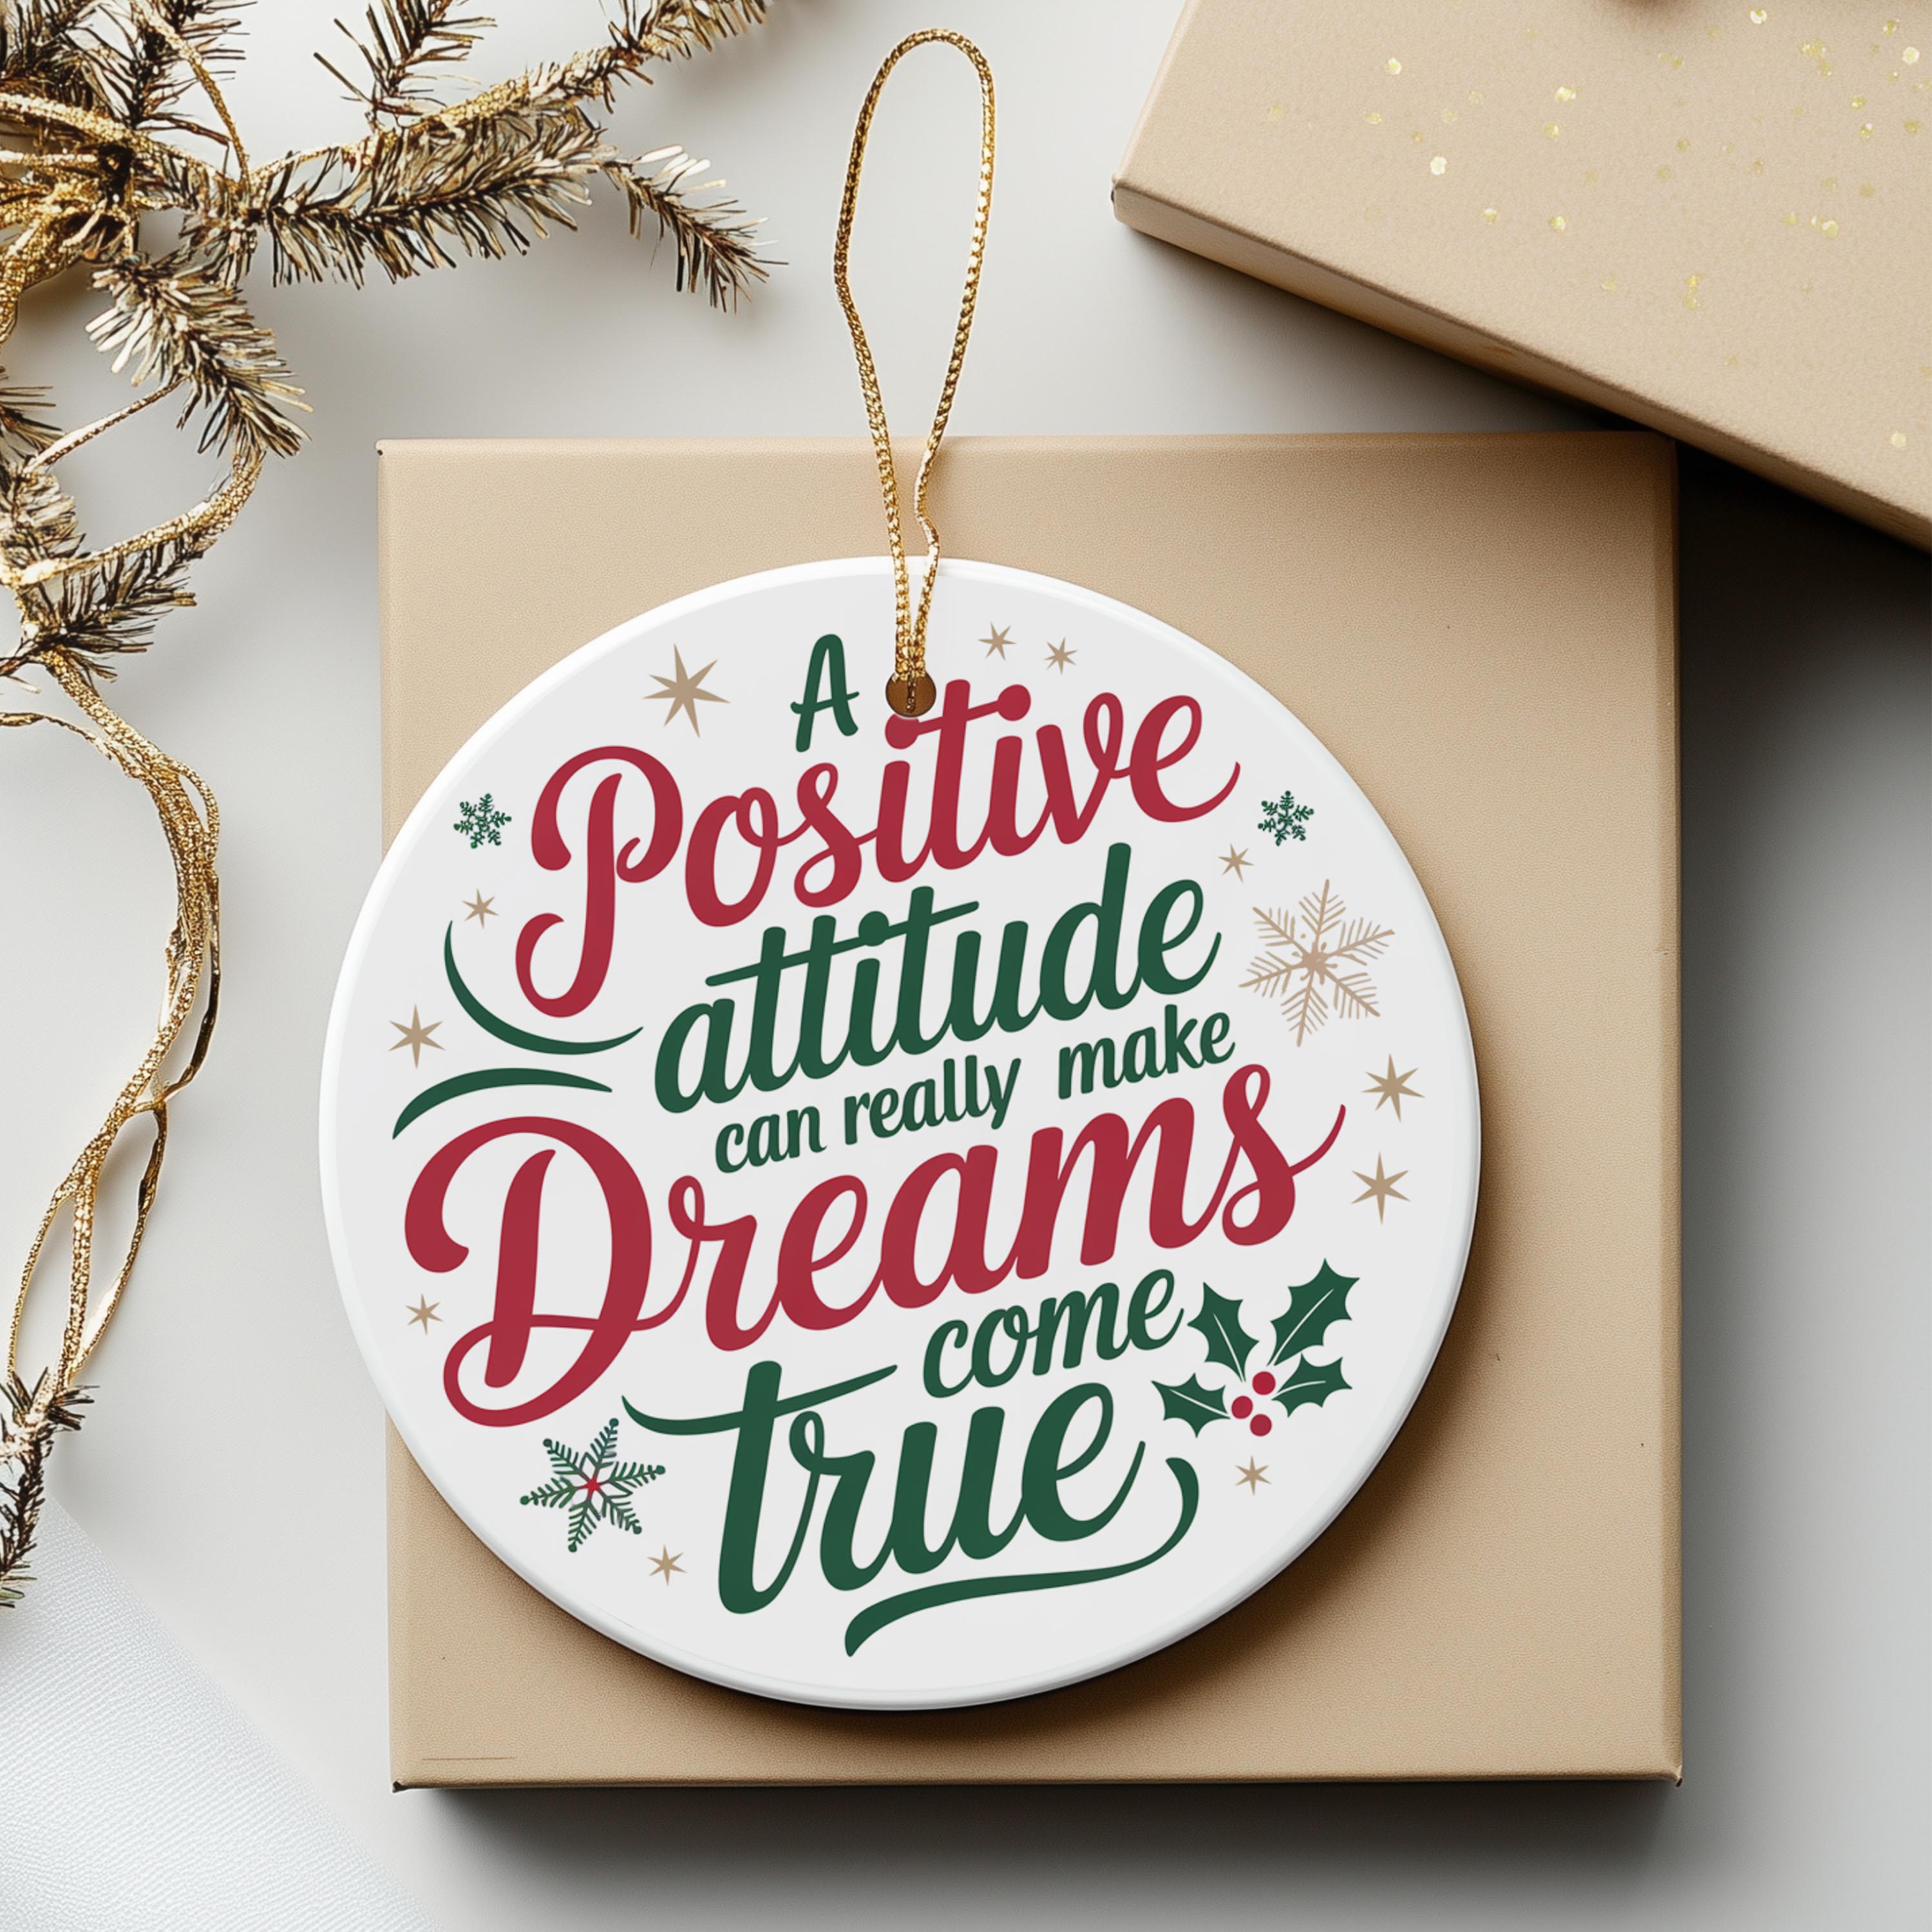 A
Positive
attitude
can really make
Dreams
come
true